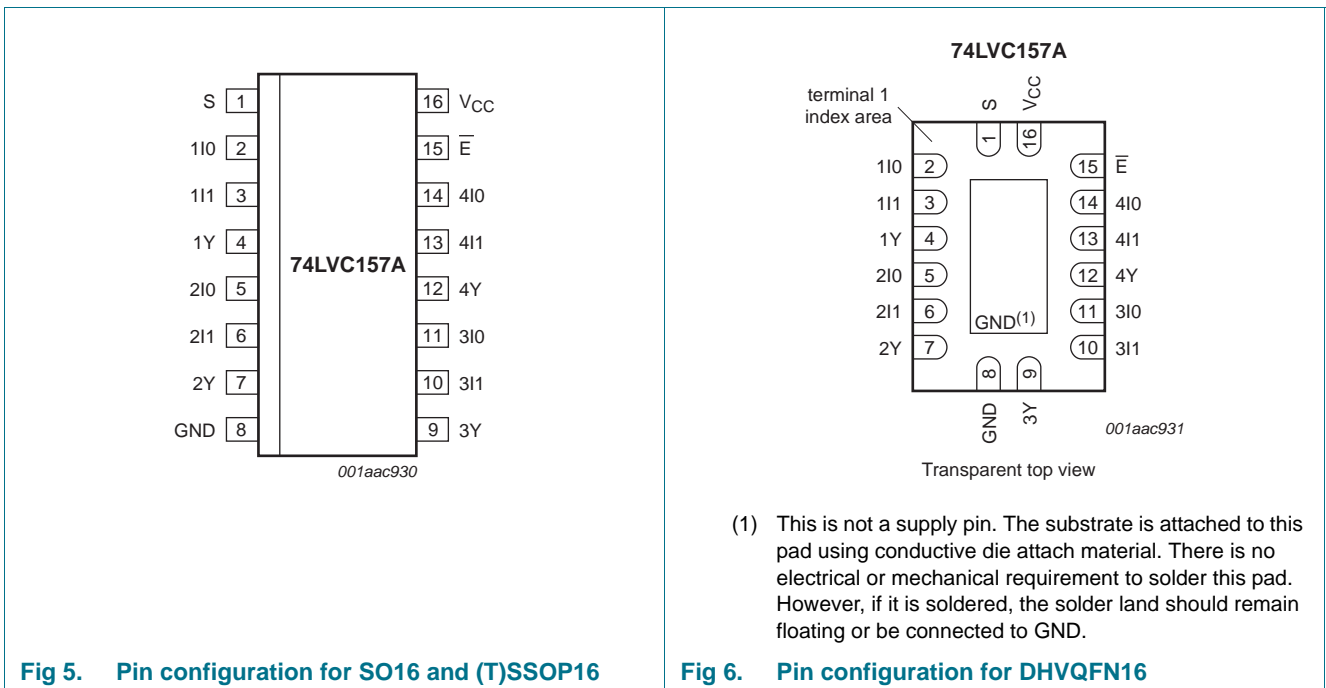 S 1
1I0 2
1I1 3
1Y 4
2I0 5
2I1 6
2Y 7
GND 8
74LVC157A
16 VCC
15 E
14 4I0
13 4I1
12 4Y
11 3I0
10 3I1
9 3Y
001aac930
Fig 5. Pin configuration for SO16 and (T)SSOP16
74LVC157A
terminal 1
index area
S
VCC
1
16
1I0 2
1I1 3
1Y 4
2I0 5
2I1 6
2Y 7
15 E
14 4I0
13 4I1
12 4Y
11 3I0
10 3I1
GND(1)
8
9
GND
3Y
001aac931
Transparent top view
(1) This is not a supply pin. The substrate is attached to this
pad using conductive die attach material. There is no
electrical or mechanical requirement to solder this pad.
However, if it is soldered, the solder land should remain
floating or be connected to GND.
Fig 6. Pin configuration for DHVQFN16